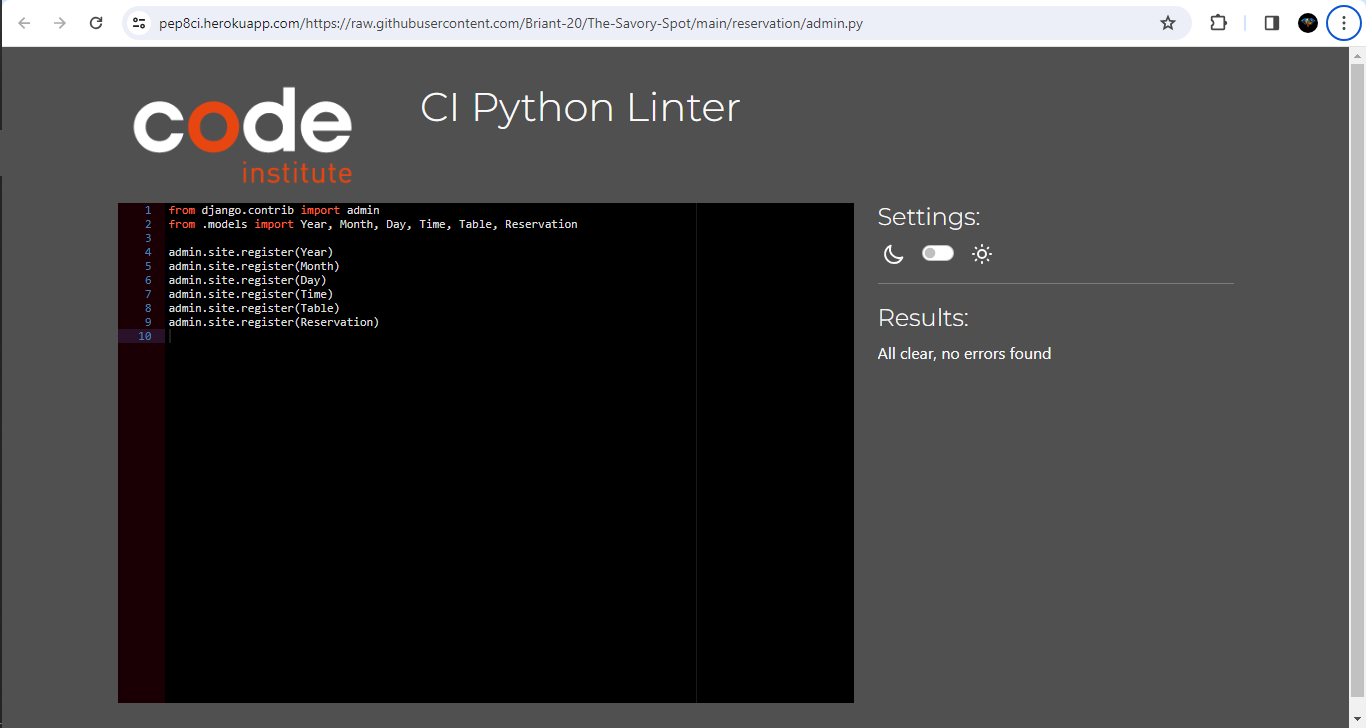 pep8ci.herokuapp.com/https://raw.githubusercontent.com/Briant-20/The-Savory-Spot/main/reservation/admin.py
code
institute
CI Python Linter
1 from django.contrib import admin
2 from .models import Year, Month, Day, Time, Table, Reservation
3
4 admin.site.register(Year)
5 admin.site.register(Month)
6 admin.site.register(Day)
7 admin.site.register(Time)
8 admin.site.register(Table)
9 admin.site.register(Reservation)
10
Settings:
Results:
All clear, no errors found